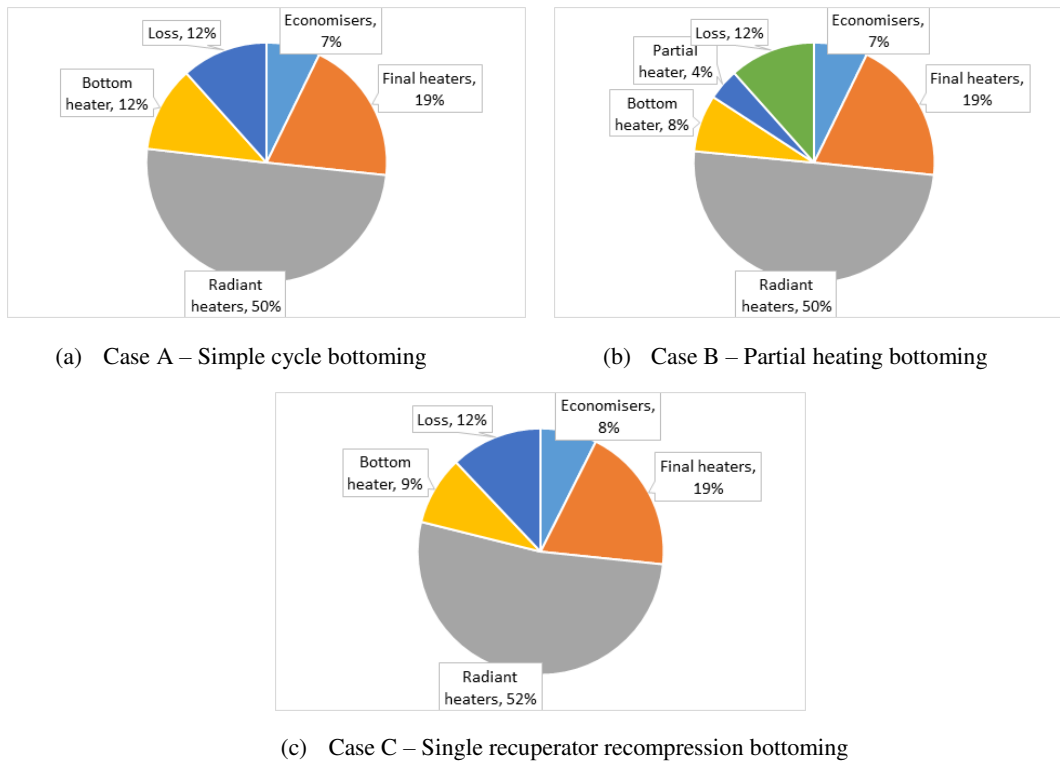 Loss, 12%
Economisers,
7%
Bottom
heater, 12%
Final heaters,
19%
Radiant
heaters, 50%
(a) Case A – Simple cycle bottoming
Loss, 12%
Economisers,
7%
Partial
heater, 4%
Final heaters,
19%
Bottom
heater, 8%
Radiant
heaters, 50%
(b) Case B – Partial heating bottoming
Loss, 12%
Economisers,
8%
Bottom
heater, 9%
Final heaters,
19%
Radiant
heaters, 52%
(c) Case C – Single recuperator recompression bottoming